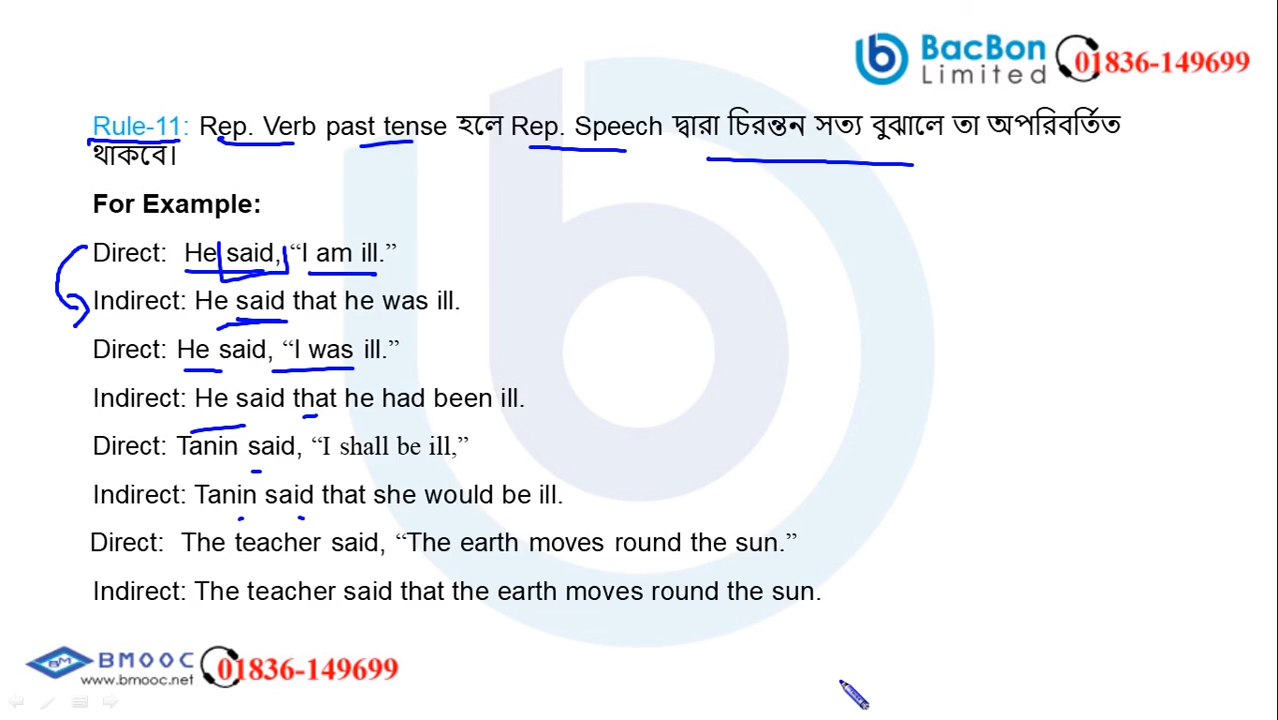 BacBon
Limited
01836-149699
Rule-11: Rep. Verb past tense হলে Rep. Speech দ্বারা চিরন্তন সত্য বুঝালে তা অপরিবর্তিত
থাকবে।
For Example:
Direct: He said, “I am ill.”
Indirect: He said that he was ill.
Direct: He said, “I was ill.”
Indirect: He said that he had been ill.
Direct: Tanin said, “I shall be ill,”
Indirect: Tanin said that she would be ill.
Direct: The teacher said, “The earth moves round the sun.”
Indirect: The teacher said that the earth moves round the sun.
BM BMOOC
www.bmooc.net
01836-149699